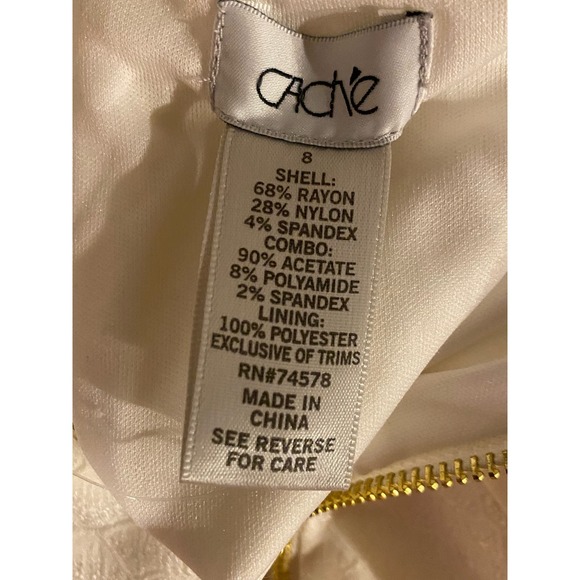 CAChé
8
SHELL:
68% RAYON
28% NYLON
4% SPANDEX
COMBO:
90% ACETATE
8% POLYAMIDE
2% SPANDEX
LINING:
100% POLYESTER
EXCLUSIVE OF TRIMS
RN#74578
MADE IN
CHINA
SEE REVERSE
FOR CARE